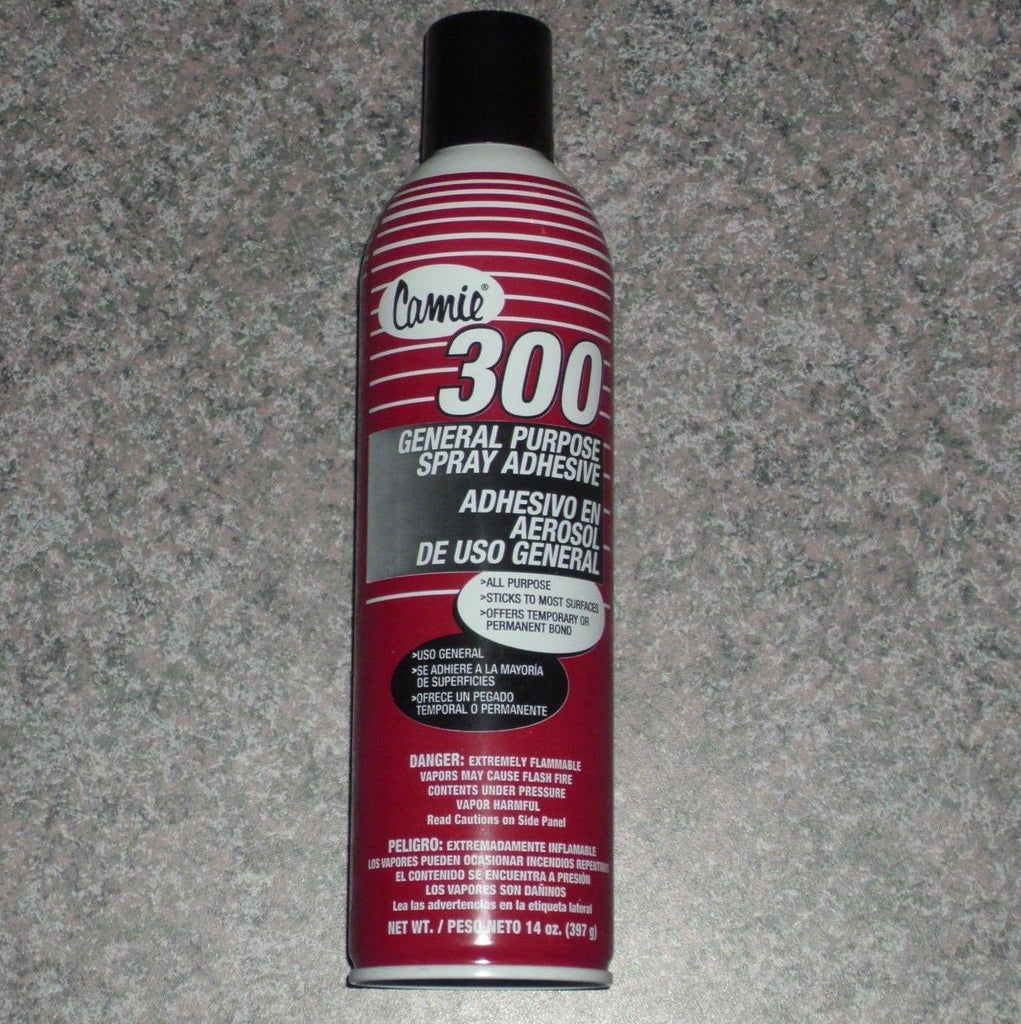 Camie®
300
GENERAL PURPOSE
SPRAY ADHESIVE
ADHESIVO EN
AEROSOL
DE USO GENERAL
>ALL PURPOSE
>STICKS TO MOST SURFACES
>OFFERS TEMPORARY OR
PERMANENT BOND
>USO GENERAL
>SE ADHIERE A LA MAYORÍA
DE SUPERFICIES
>OFRECE UN PEGADO
TEMPORAL O PERMANENTE
DANGER: EXTREMELY FLAMMABLE
VAPORS MAY CAUSE FLASH FIRE
CONTENTS UNDER PRESSURE
VAPOR HARMFUL
Read Cautions on Side Panel
PELIGRO: EXTREMADAMENTE INFLAMABLE
LOS VAPORES PUEDEN OCASIONAR INCENDIOS REPENTINOS
EL CONTENIDO SE ENCUENTRA A PRESIÓN
LOS VAPORES SON DAÑINOS
Lea las advertencias en la etiqueta lateral
NET WT. / PESO NETO 14 oz. (397 g)